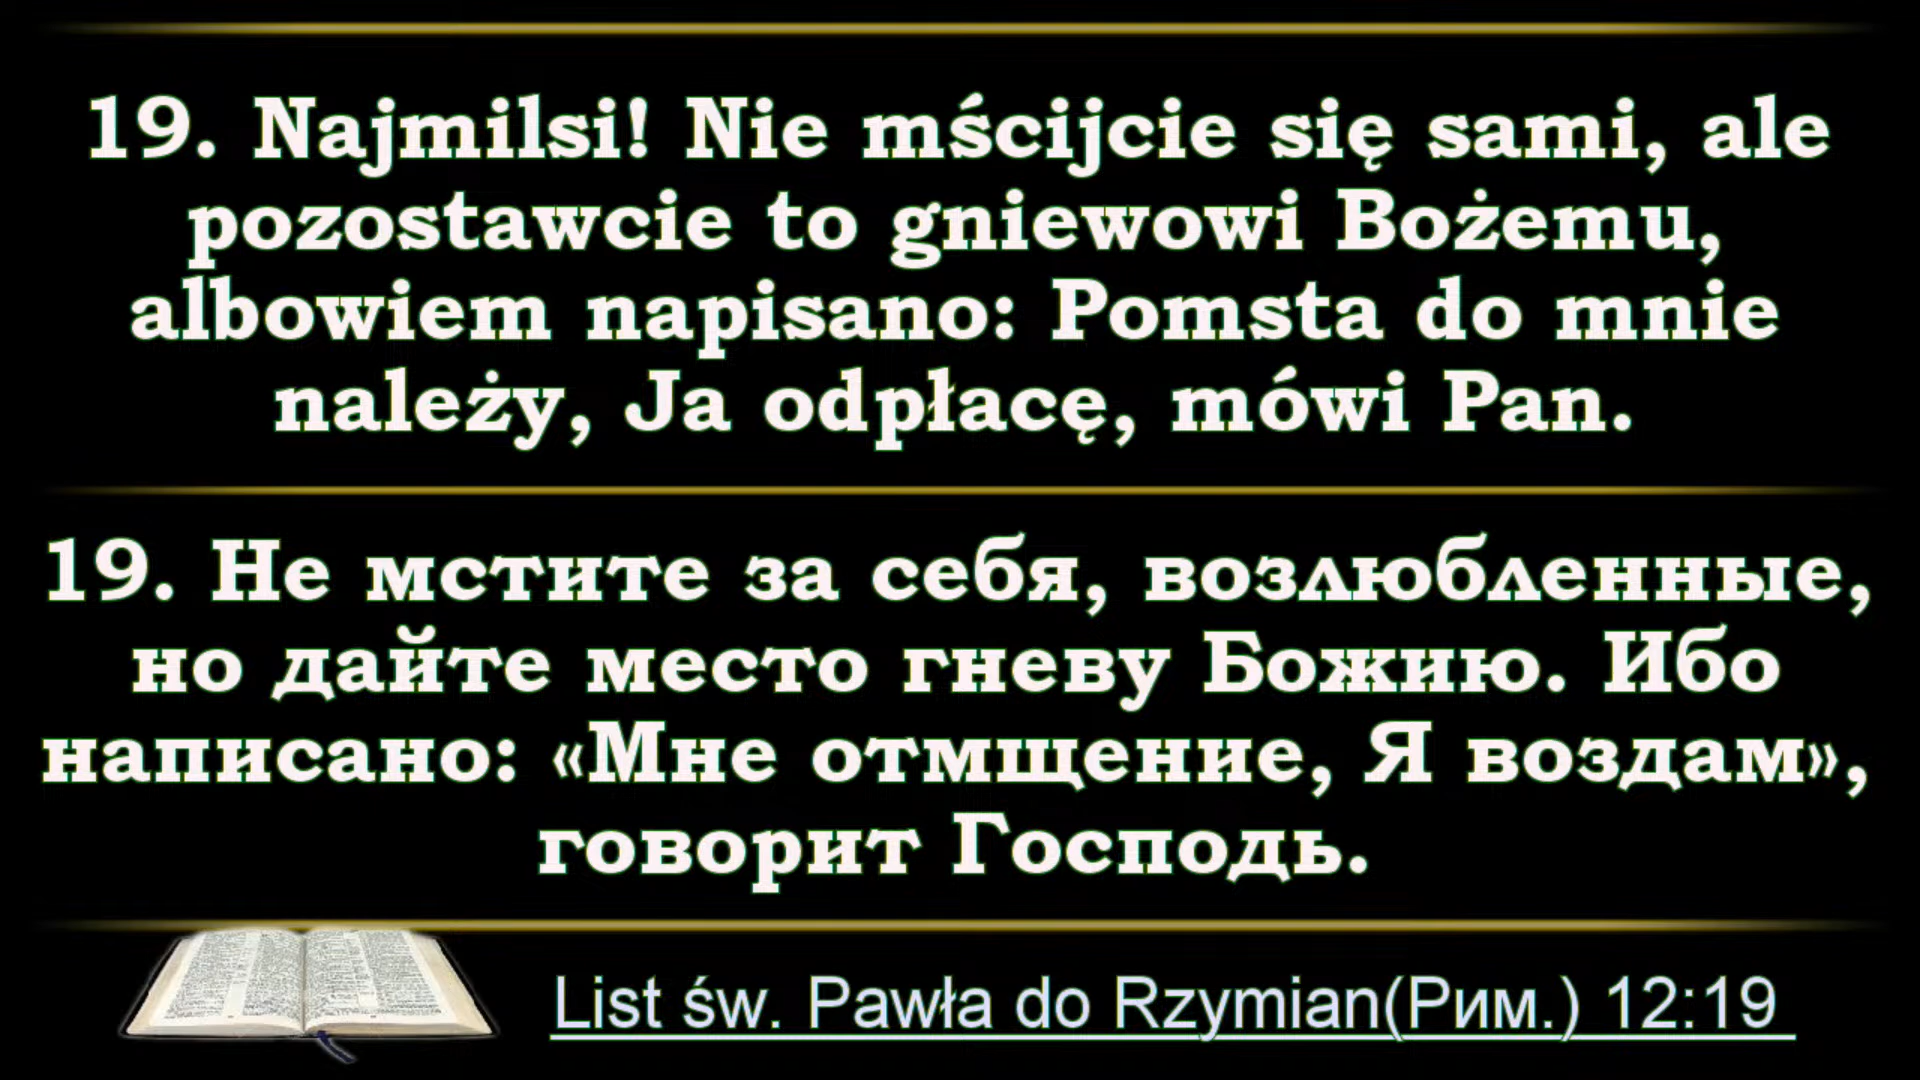 19. Najmilsi! Nie mścijcie się sami, ale
pozostawcie to gniewowi Bożemu,
albowiem napisano: Pomsta do mnie
należy, Ja odpłacę, mówi Pan.
19. Не мстите за себя, возлюбленные,
но дайте место гневу Божию. Ибо
написано: «Мне отмщение, Я воздам»,
говорит Господь.
List św. Pawła do Rzymian(Рим.) 12:19